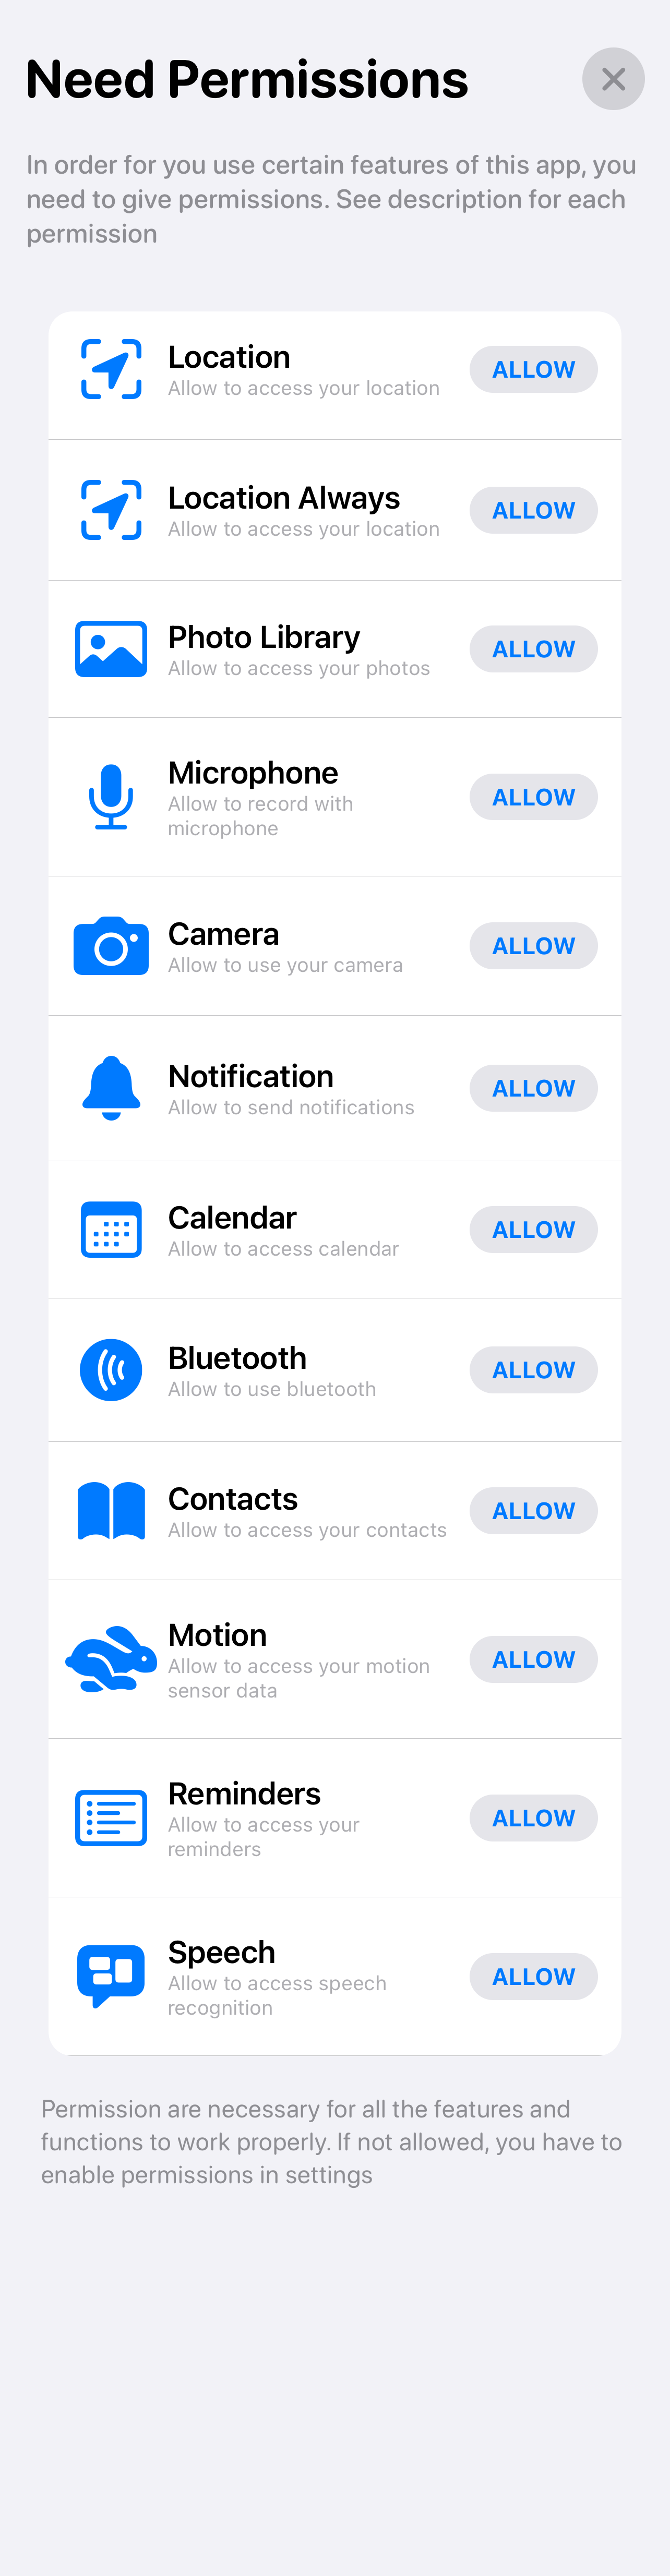 Need Permissions
In order for you use certain features of this app, you
need to give permissions. See description for each
permission
Location
Allow to access your location
ALLOW
Location Always
Allow to access your location
ALLOW
Photo Library
Allow to access your photos
ALLOW
Microphone
Allow to record with
microphone
ALLOW
Camera
Allow to use your camera
ALLOW
Notification
Allow to send notifications
ALLOW
Calendar
Allow to access calendar
ALLOW
Bluetooth
Allow to use bluetooth
ALLOW
Contacts
Allow to access your contacts
ALLOW
Motion
Allow to access your motion
sensor data
ALLOW
Reminders
Allow to access your
reminders
ALLOW
Speech
Allow to access speech
recognition
ALLOW
Permission are necessary for all the features and
functions to work properly. If not allowed, you have to
enable permissions in settings